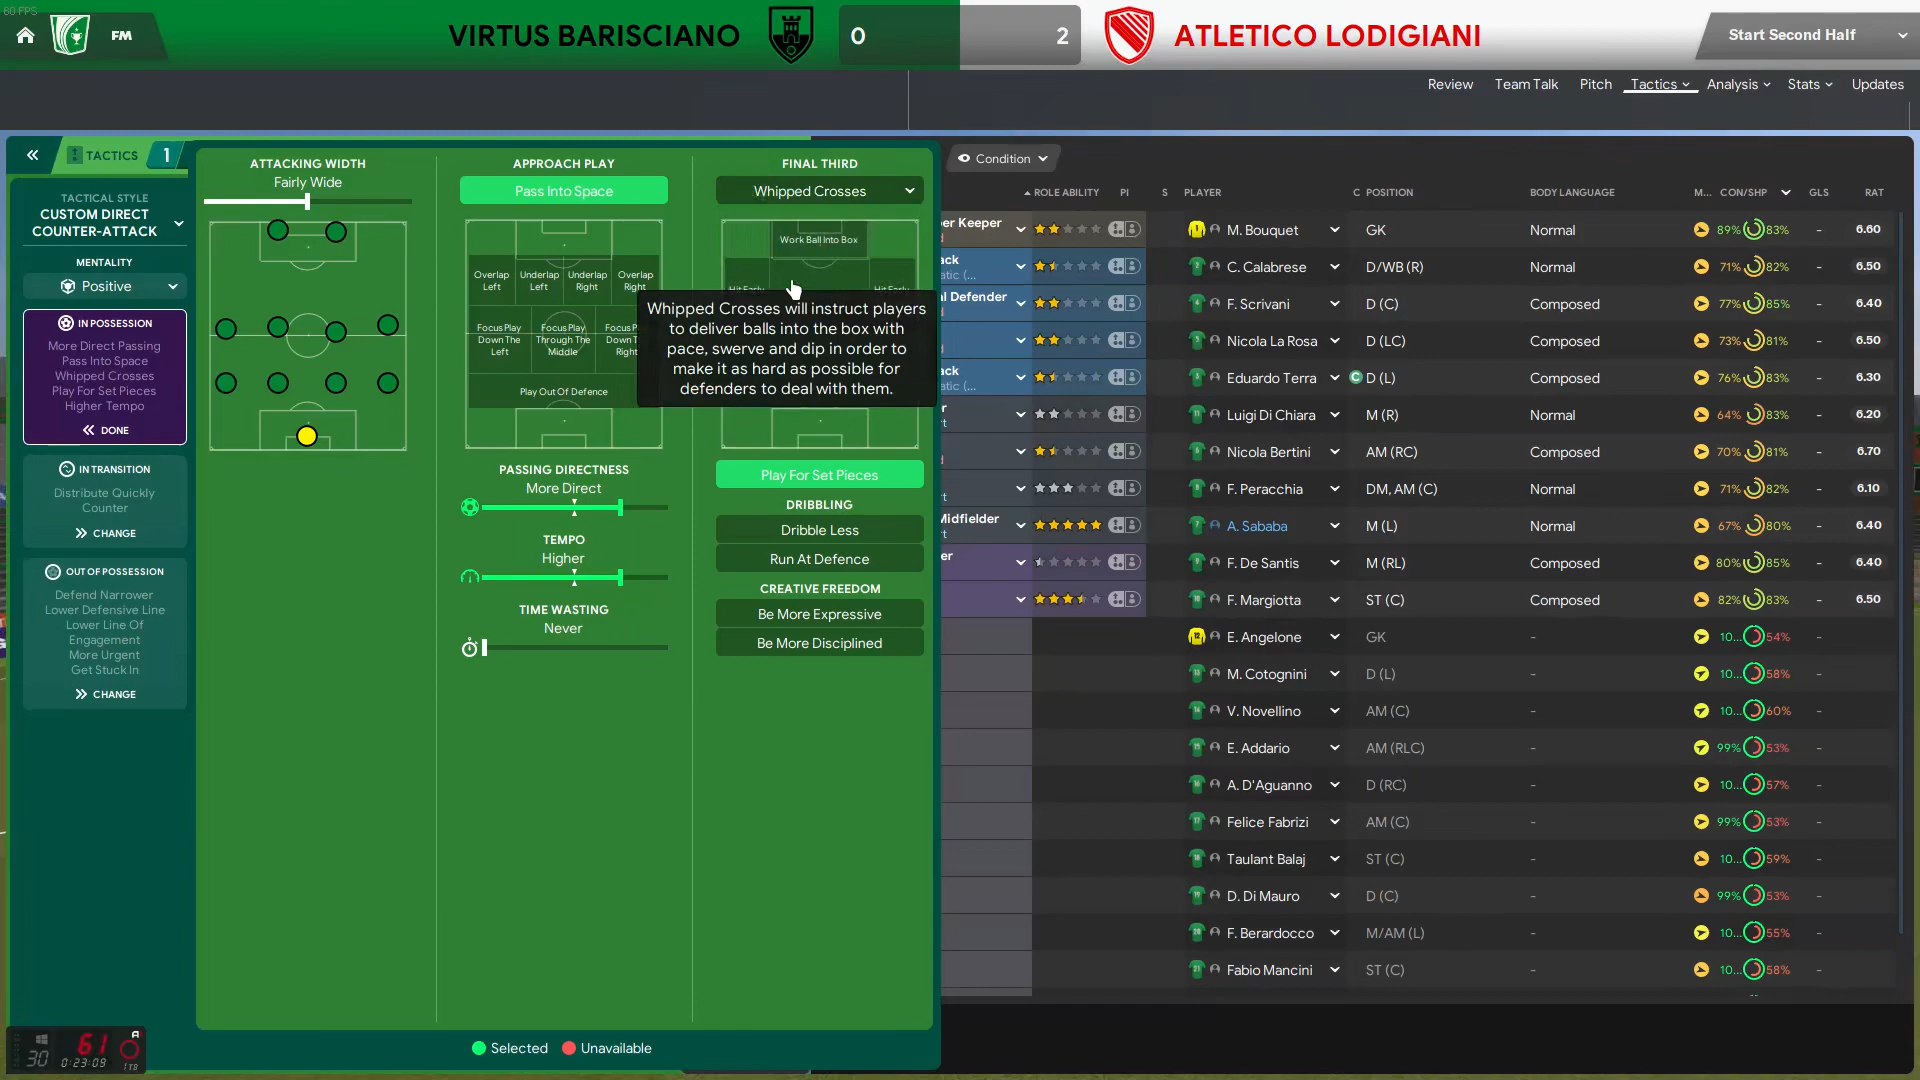 60 FPS
FM
VIRTUS BARISCIANO
0
2
ATLETICO LODIGIANI
Start Second Half
Review
Team Talk
Pitch
Tactics
Analysis
Stats
Updates
TACTICS
1
TACTICAL STYLE
CUSTOM DIRECT
COUNTER-ATTACK
MENTALITY
Positive
IN POSSESSION
More Direct Passing
Pass Into Space
Whipped Crosses
Play For Set Pieces
Higher Tempo
DONE
IN TRANSITION
Distribute Quickly
Counter
CHANGE
OUT OF POSSESSION
Defend Narrower
Lower Defensive Line
Lower Line Of
Engagement
More Urgent
Get Stuck In
CHANGE
ATTACKING WIDTH
Fairly Wide
APPROACH PLAY
Pass Into Space
Overlap Left
Underlap Left
Underlap Right
Overlap Right
Focus Play Down The Left
Focus Play Through The Middle
Play Out Of Defence
PASSING DIRECTNESS
More Direct
TEMPO
Higher
TIME WASTING
Never
FINAL THIRD
Whipped Crosses
Work Ball Into Box
Whipped Crosses will instruct players
to deliver balls into the box with
pace, swerve and dip in order to
make it as hard as possible for
defenders to deal with them.
Play For Set Pieces
DRIBBLING
Dribble Less
Run At Defence
CREATIVE FREEDOM
Be More Expressive
Be More Disciplined
Selected
Unavailable
Condition
ROLE ABILITY PI S PLAYER C POSITION BODY LANGUAGE M... CON/SHP GLS RAT
M. Bouquet GK Normal 89% 83% - 6.60
C. Calabrese D/WB (R) Normal 71% 82% - 6.50
F. Scrivani D (C) Composed 77% 85% - 6.40
Nicola La Rosa D (LC) Composed 73% 81% - 6.50
Eduardo Terra C D (L) Composed 76% 83% - 6.30
Luigi Di Chiara M (R) Normal 64% 83% - 6.20
Nicola Bertini AM (RC) Composed 70% 81% - 6.70
F. Peracchia DM, AM (C) Normal 71% 82% - 6.10
A. Sababa M (L) Normal 67% 80% - 6.40
F. De Santis M (RL) Composed 80% 85% - 6.40
F. Margiotta ST (C) Composed 82% 83% - 6.50
E. Angelone GK - 10... 54% -
M. Cotognini D (L) - 10... 58% -
V. Novellino AM (C) - 10... 60% -
E. Addario AM (RLC) - 99% 53% -
A. D'Aguanno D (RC) - 10... 57% -
Felice Fabrizi AM (C) - 99% 53% -
Taulant Balaj ST (C) - 10... 59% -
D. Di Mauro D (C) - 99% 53% -
F. Berardocco M/AM (L) - 10... 55% -
Fabio Mancini ST (C) - 10... 58% -
30
61
0:23:09
1TB